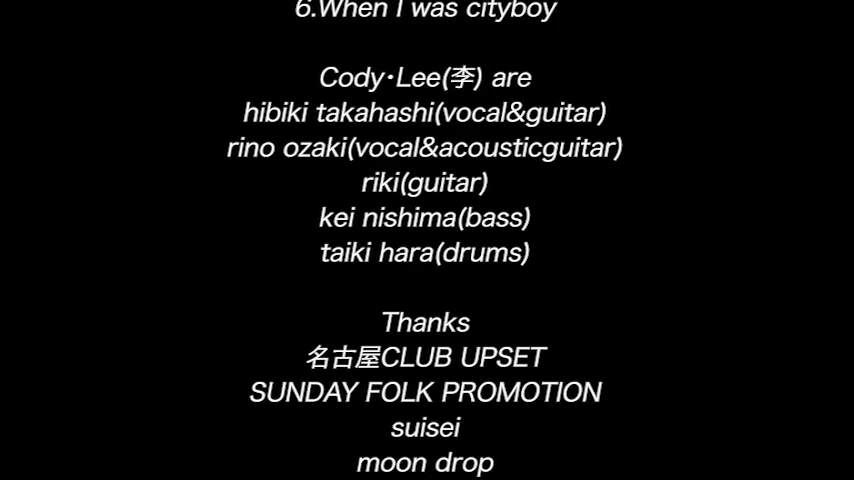 6.When I was cityboy
Cody･Lee(李) are
hibiki takahashi(vocal&guitar)
rino ozaki(vocal&acousticguitar)
riki(guitar)
kei nishima(bass)
taiki hara(drums)
Thanks
名古屋CLUB UPSET
SUNDAY FOLK PROMOTION
suisei
moon drop